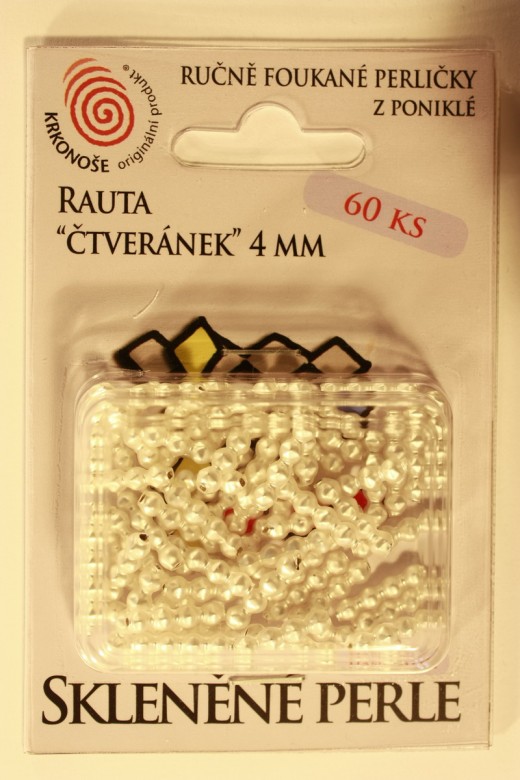 RUČNĚ FOUKANÉ PERLIČKY
Z PONIKLÉ
KRKONOŠE originální produkt®
RAUTA
“ČTVERÁNEK” 4 MM
60 KS
SKLENĚNÉ PERLE